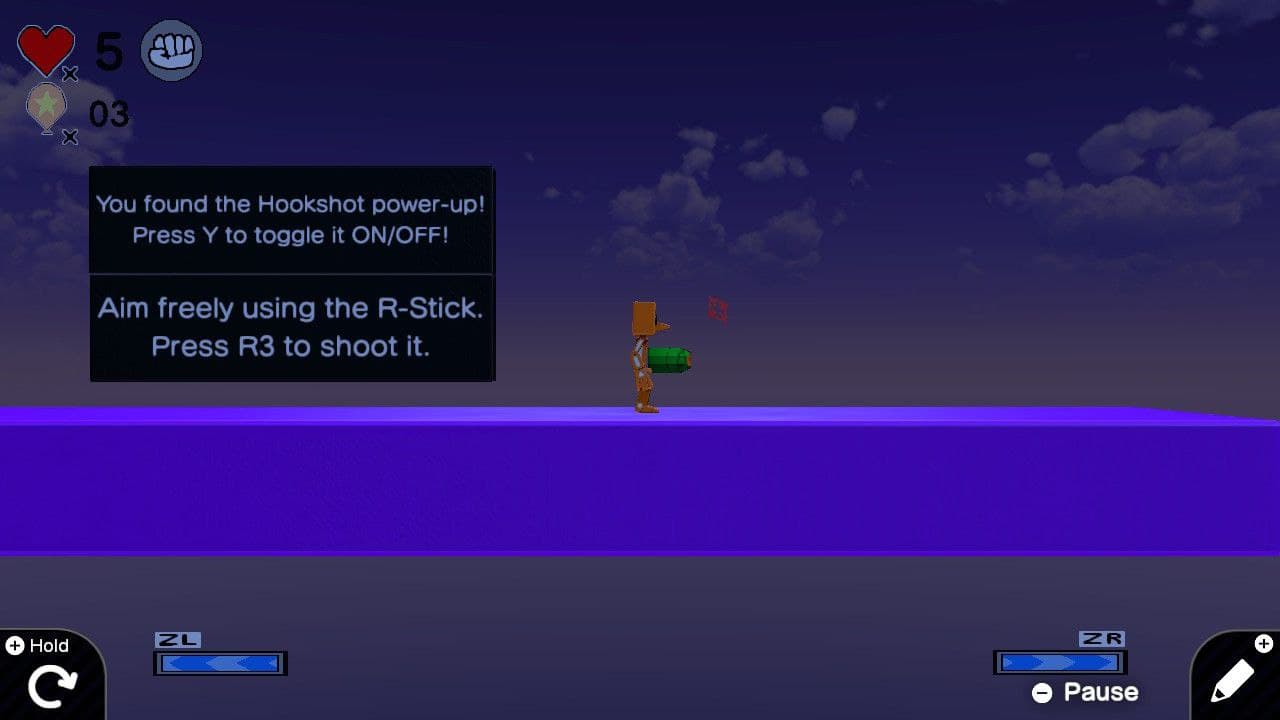 5
03
You found the Hookshot power-up!
Press Y to toggle it ON/OFF!
Aim freely using the R-Stick.
Press R3 to shoot it.
R3
Hold
ZL
ZR
Pause